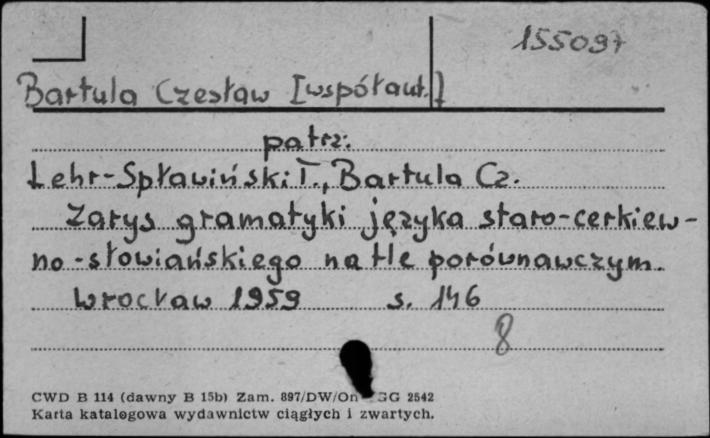 155097
Bartula Czesław [współaut.]
patrz:
Lehr-Spławiński T., Bartula Cz.
Zarys gramatyki języka staro-cerkiew-
no-słowiańskiego na tle porównawczym.
Wrocław 1959 s. 146
8
CWD B 114 (dawny B 15b) Zam. 897/DW/On GG 2542
Karta katalogowa wydawnictw ciągłych i zwartych.